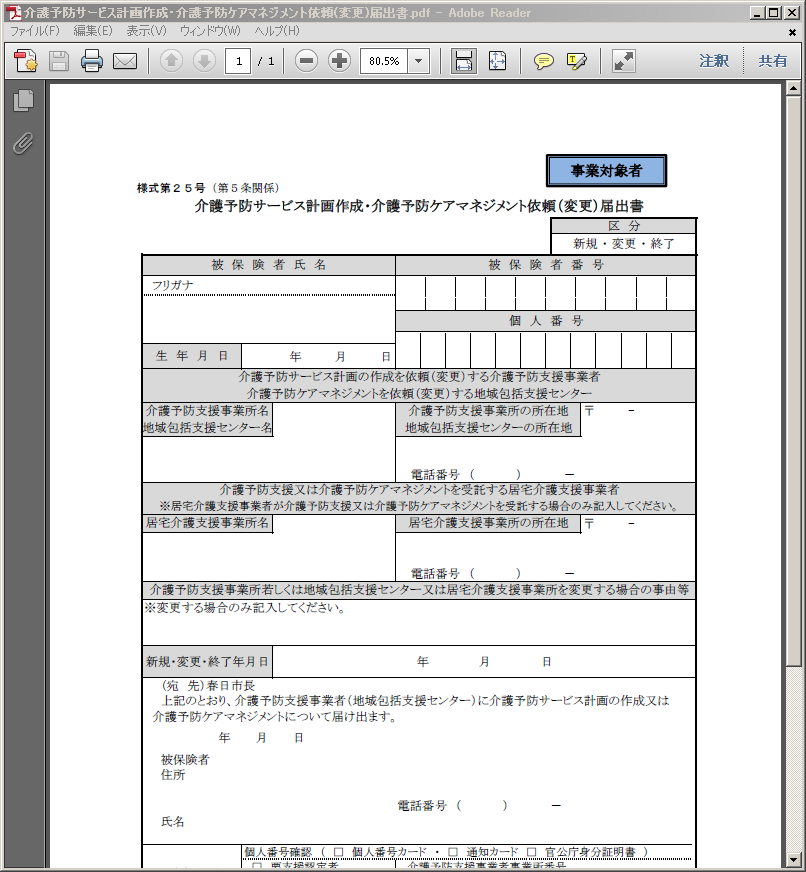 介護予防サービス計画作成・介護予防ケアマネジメント依頼(変更)届出書.pdf - Adobe Reader
ファイル(F) 編集(E) 表示(V) ウィンドウ(W) ヘルプ(H)
1 / 1 80.5% 注釈 共有
事業対象者
様式第２５号（第５条関係）
介護予防サービス計画作成・介護予防ケアマネジメント依頼（変更）届出書
区 分
新規・変更・終了
被 保 険 者 氏 名 被 保 険 者 番 号
フリガナ
個 人 番 号
生 年 月 日 年 月 日
介護予防サービス計画の作成を依頼（変更）する介護予防支援事業者
介護予防ケアマネジメントを依頼（変更）する地域包括支援センター
介護予防支援事業所名 介護予防支援事業所の所在地 〒 －
地域包括支援センター名 地域包括支援センターの所在地
電話番号 （ ） －
介護予防支援又は介護予防ケアマネジメントを受託する居宅介護支援事業者
※居宅介護支援事業者が介護予防支援又は介護予防ケアマネジメントを受託する場合のみ記入してください。
居宅介護支援事業所名 居宅介護支援事業所の所在地 〒 －
電話番号 （ ） －
介護予防支援事業所若しくは地域包括支援センター又は居宅介護支援事業所を変更する場合の事由等
※変更する場合のみ記入してください。
新規・変更・終了年月日 年 月 日
（宛 先）春日市長
上記のとおり、介護予防支援事業者（地域包括支援センター）に介護予防サービス計画の作成又は
介護予防ケアマネジメントについて届け出ます。
年 月 日
被保険者
住所
電話番号 （ ） －
氏名
個人番号確認 （ □ 個人番号カード ・ □ 通知カード □ 官公庁身分証明書 ）
□ 要支援認定者 介護予防支援事業者事業所番号